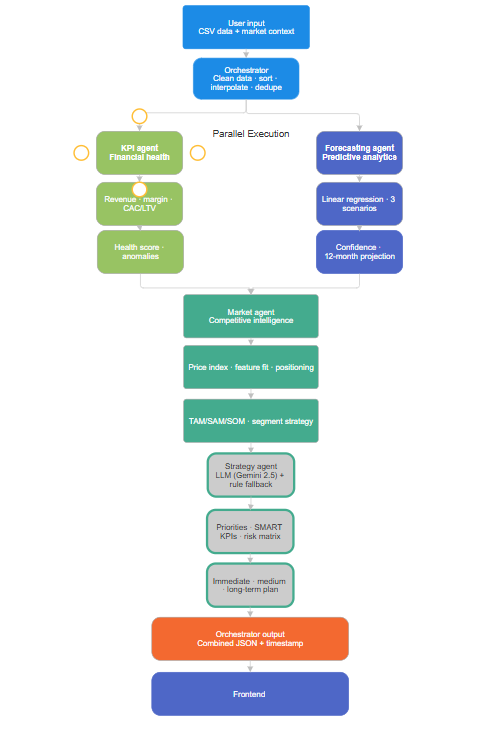 User input
CSV data + market context
Orchestrator
Clean data · sort ·
interpolate · dedupe
Parallel Execution
KPI agent
Financial health
Forecasting agent
Predictive analytics
Revenue · margin ·
CAC/LTV
Linear regression · 3
scenarios
Health score ·
anomalies
Confidence ·
12-month projection
Market agent
Competitive intelligence
Price index · feature fit · positioning
TAM/SAM/SOM · segment strategy
Strategy agent
LLM (Gemini 2.5) +
rule fallback
Priorities · SMART
KPIs · risk matrix
Immediate · medium
· long-term plan
Orchestrator output
Combined JSON + timestamp
Frontend